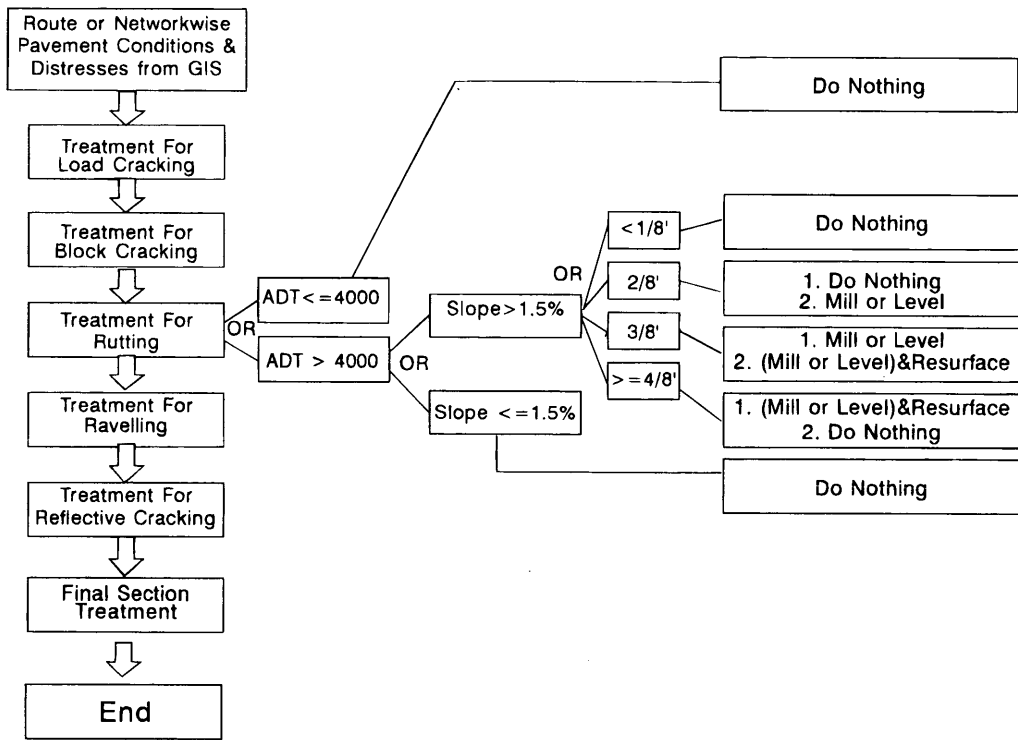 Route or Networkwise
Pavement Conditions &
Distresses from GIS
Treatment For
Load Cracking
Treatment For
Block Cracking
Treatment For
Rutting
Treatment For
Ravelling
Treatment For
Reflective Cracking
Final Section
Treatment
End
ADT<=4000
OR
ADT > 4000
OR
Slope>1.5%
Slope <=1.5%
OR
<1/8'
2/8'
3/8'
>=4/8'
Do Nothing
Do Nothing
1. Do Nothing
2. Mill or Level
1. Mill or Level
2. (Mill or Level)&Resurface
1. (Mill or Level)&Resurface
2. Do Nothing
Do Nothing